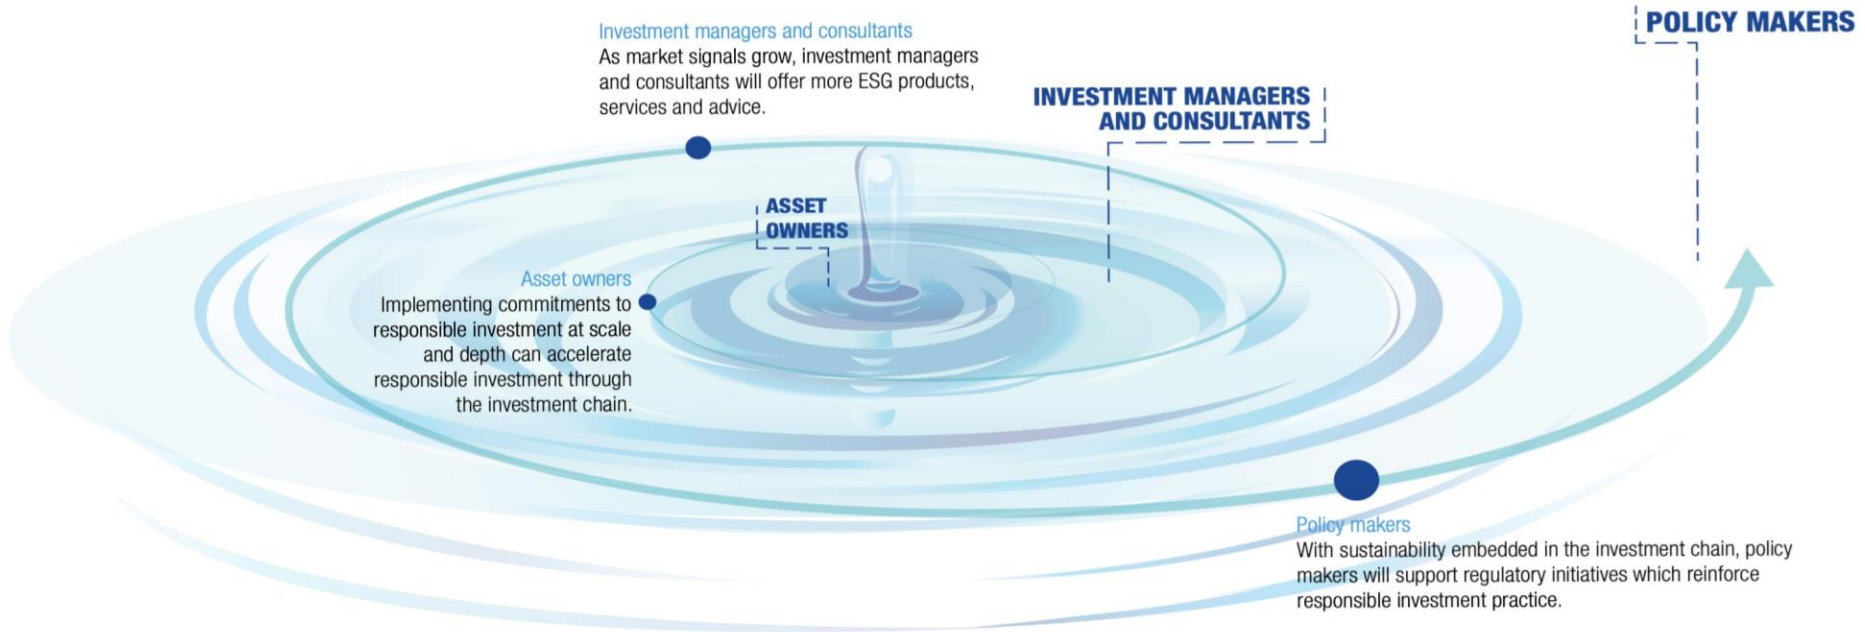 POLICY MAKERS
Investment managers and consultants
As market signals grow, investment managers
and consultants will offer more ESG products,
services and advice.
INVESTMENT MANAGERS
AND CONSULTANTS
ASSET
OWNERS
Asset owners
Implementing commitments to
responsible investment at scale
and depth can accelerate
responsible investment through
the investment chain.
Policy makers
With sustainability embedded in the investment chain, policy
makers will support regulatory initiatives which reinforce
responsible investment practice.